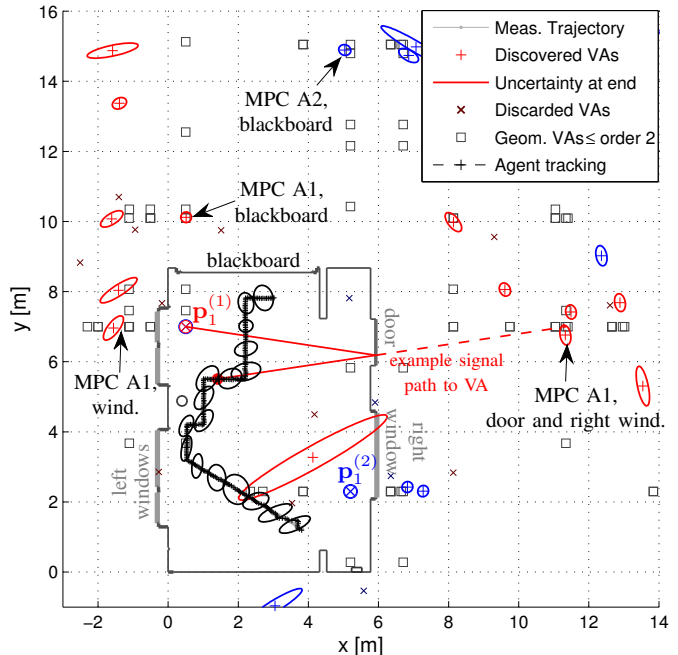 16
14
12
10
8
6
4
2
0
y [m]
−2
0
2
4
6
8
10
12
14
x [m]
Meas. Trajectory
Discovered VAs
Uncertainty at end
Discarded VAs
Geom. VAs≤ order 2
Agent tracking
MPC A2,
blackboard
MPC A1,
blackboard
blackboard
p₁⁽¹⁾
door
example signal
path to VA
MPC A1,
wind.
MPC A1,
door and right wind.
left
windows
p₁⁽²⁾
window
right